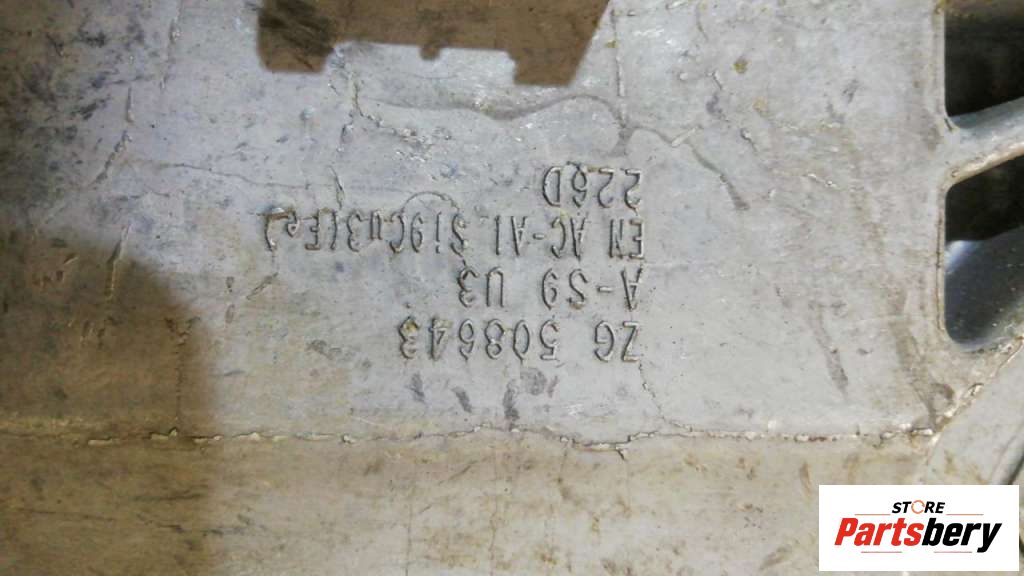 ZG 508643
A-S9 U3
EN AC-Al Si9Cu3(Fe)
226D
STORE
Partsbery